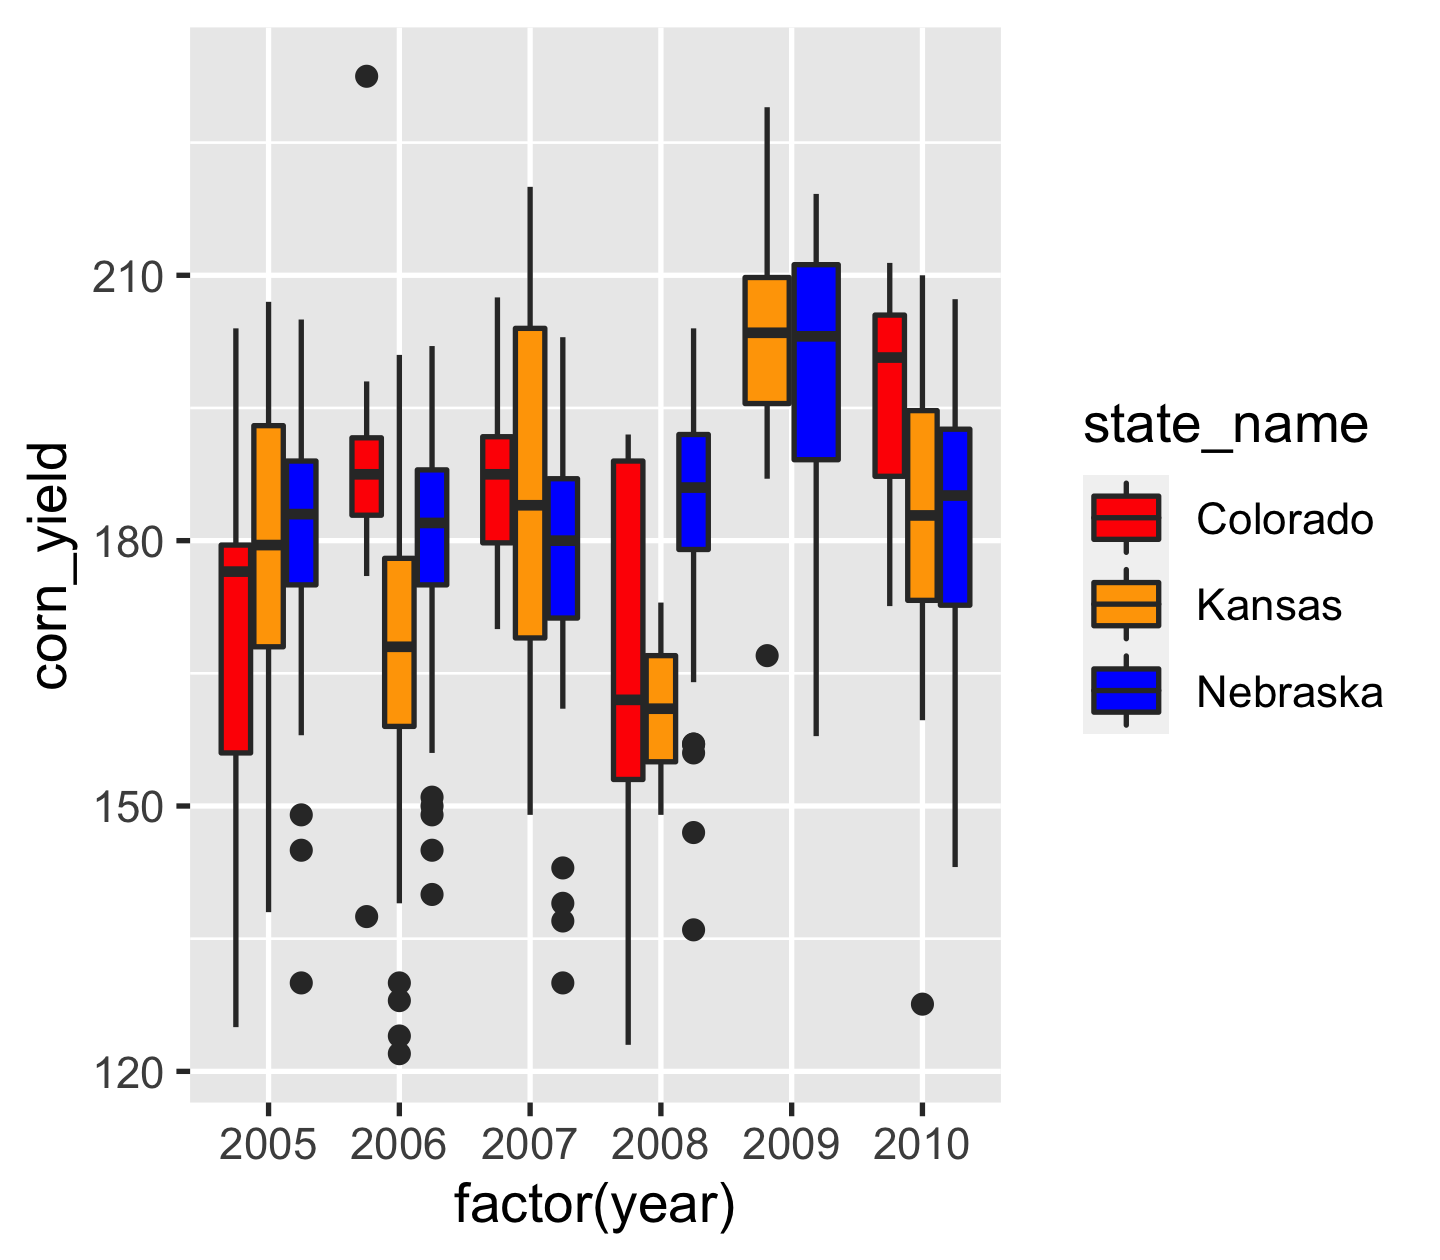 corn_yield
210
180
150
120
2005 2006 2007 2008 2009 2010
factor(year)
state_name
Colorado
Kansas
Nebraska